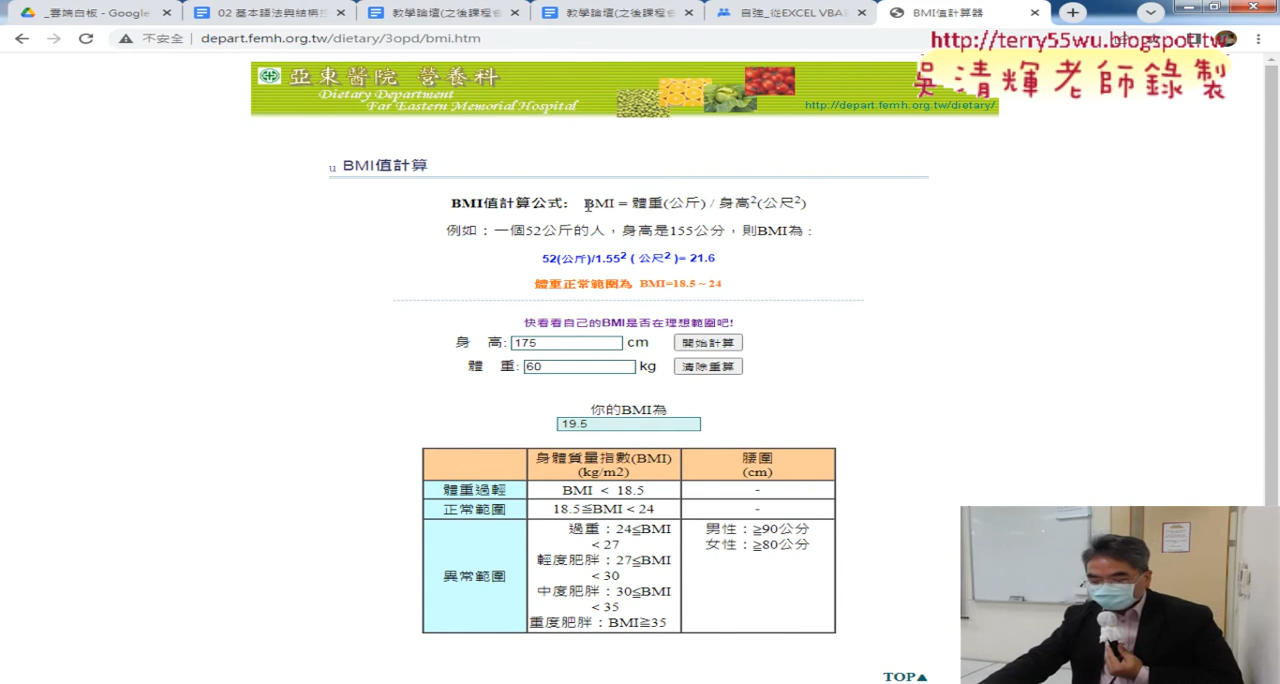 _雲端白板 - Google
02 基本語法與結構控
教學論壇(之後課程會
教學論壇(之後課程會
自強_從EXCEL VBA
BMI值計算器
不安全 | depart.femh.org.tw/dietary/3opd/bmi.htm
http://terry55wu.blogspot.tw
吳清輝老師錄製
亞東醫院 營養科
Dietary Department
Far Eastern Memorial Hospital
http://depart.femh.org.tw/dietary/
u BMI值計算
BMI值計算公式: BMI = 體重(公斤) / 身高²(公尺²)
例如：一個52公斤的人，身高是155公分，則BMI為 :
52(公斤)/1.55² ( 公尺² )= 21.6
體重正常範圍為 BMI=18.5 ~ 24
快看看自己的BMI是否在理想範圍吧!
身 高: 175 cm 開始計算
體 重: 60 kg 清除重算
你的BMI為
19.5
身體質量指數(BMI) (kg/m2) 腰圍 (cm)
體重過輕 BMI < 18.5 -
正常範圍 18.5≦BMI < 24 -
異常範圍
過重：24≦BMI
< 27
輕度肥胖：27≦BMI
< 30
中度肥胖：30≦BMI
< 35
重度肥胖：BMI≧35
男性：≧90公分
女性：≧80公分
TOP▲